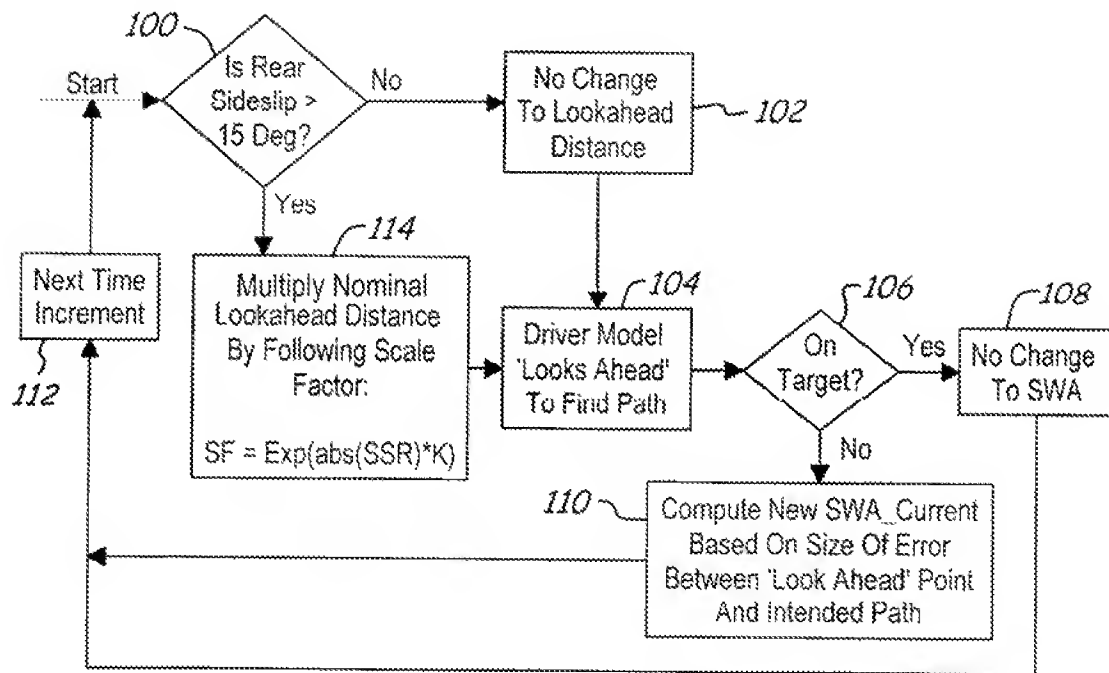 100
Start
Is Rear
Sideslip >
15 Deg?
No
No Change
To Lookahead
Distance
102
Yes
114
Multiply Nominal
Lookahead Distance
By Following Scale
Factor:
SF = Exp(abs(SSR)*K)
Next Time
Increment
112
104
Driver Model
'Looks Ahead'
To Find Path
106
On
Target?
Yes
108
No Change
To SWA
No
110
Compute New SWA_Current
Based On Size Of Error
Between 'Look Ahead' Point
And Intended Path